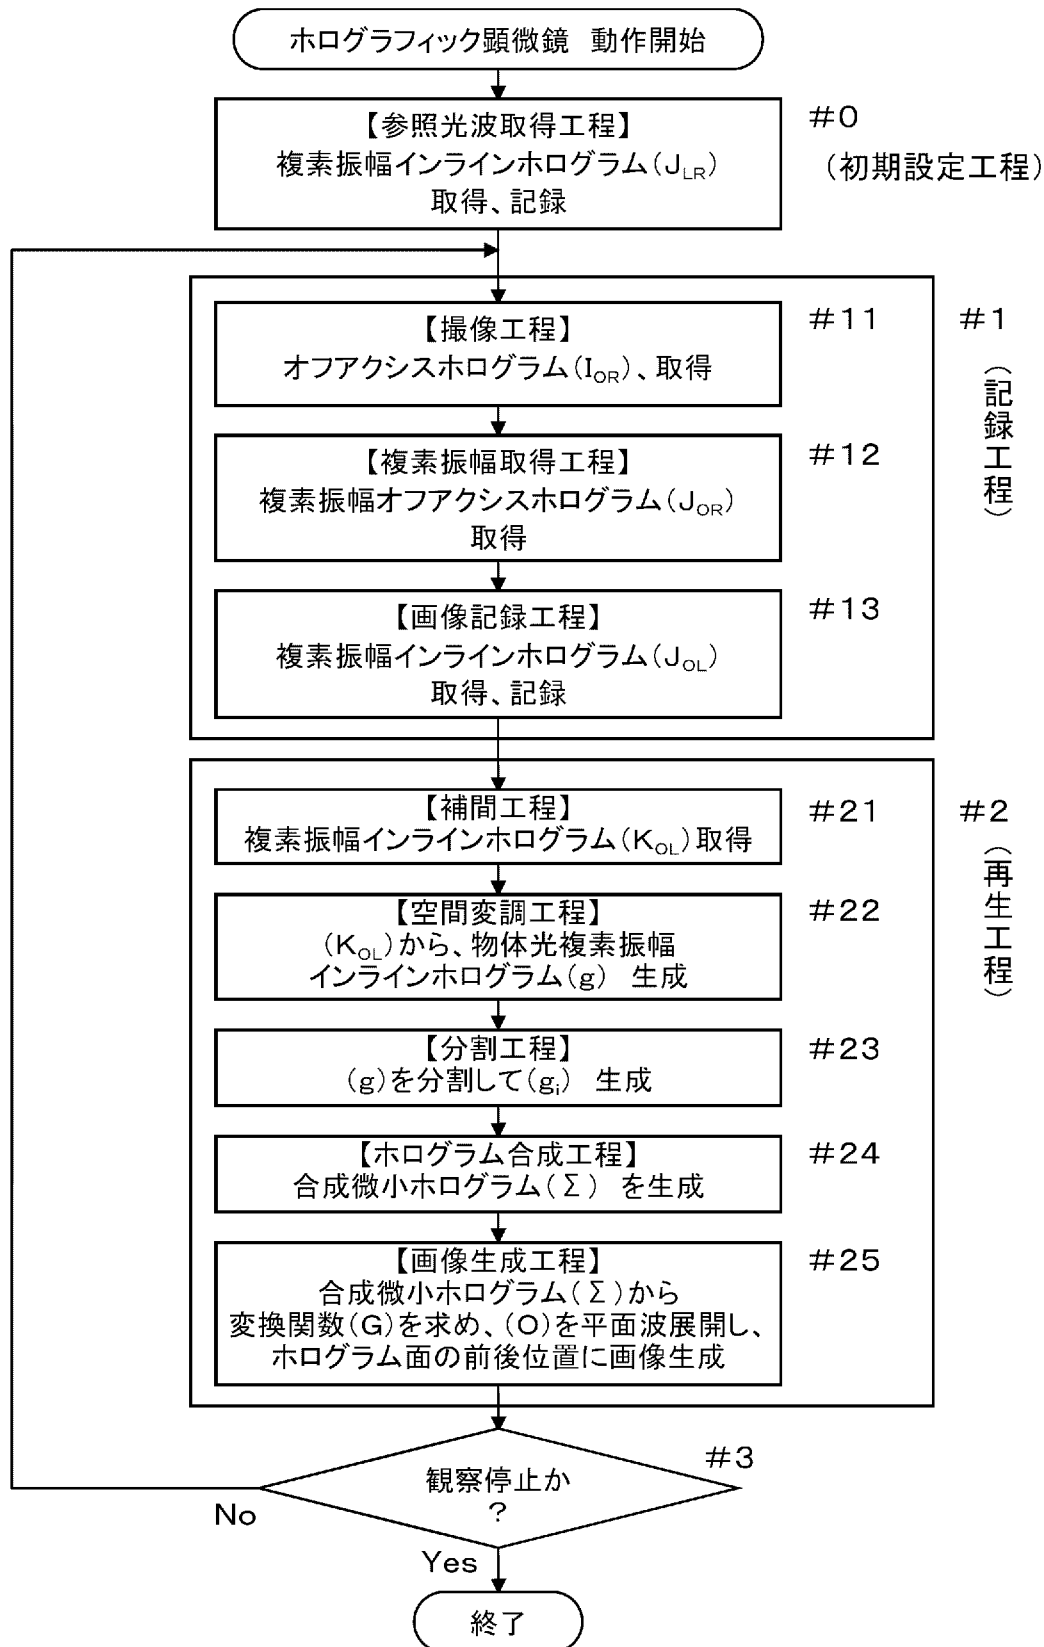 ホログラフィック顕微鏡 動作開始
【参照光波取得工程】
複素振幅インラインホログラム(J_LR)
取得、記録
#0
(初期設定工程)
【撮像工程】
オフアクシスホログラム(I_OR)、取得
#11
#1
(記録工程)
【複素振幅取得工程】
複素振幅オフアクシスホログラム(J_OR)
取得
#12
【画像記録工程】
複素振幅インラインホログラム(J_OL)
取得、記録
#13
【補間工程】
複素振幅インラインホログラム(K_OL)取得
#21
#2
(再生工程)
【空間変調工程】
(K_OL)から、物体光複素振幅
インラインホログラム(g) 生成
#22
【分割工程】
(g)を分割して(g_i) 生成
#23
【ホログラム合成工程】
合成微小ホログラム(Σ) を生成
#24
【画像生成工程】
合成微小ホログラム(Σ)から
変換関数(G)を求め、(O)を平面波展開し、
ホログラム面の前後位置に画像生成
#25
観察停止か
?
#3
No
Yes
終了